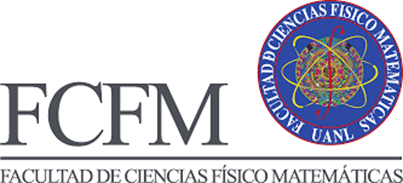 FCFM
FACULTAD DE CIENCIAS FISICO MATEMATICAS
UANL
FACULTAD DE CIENCIAS FÍSICO MATEMÁTICAS